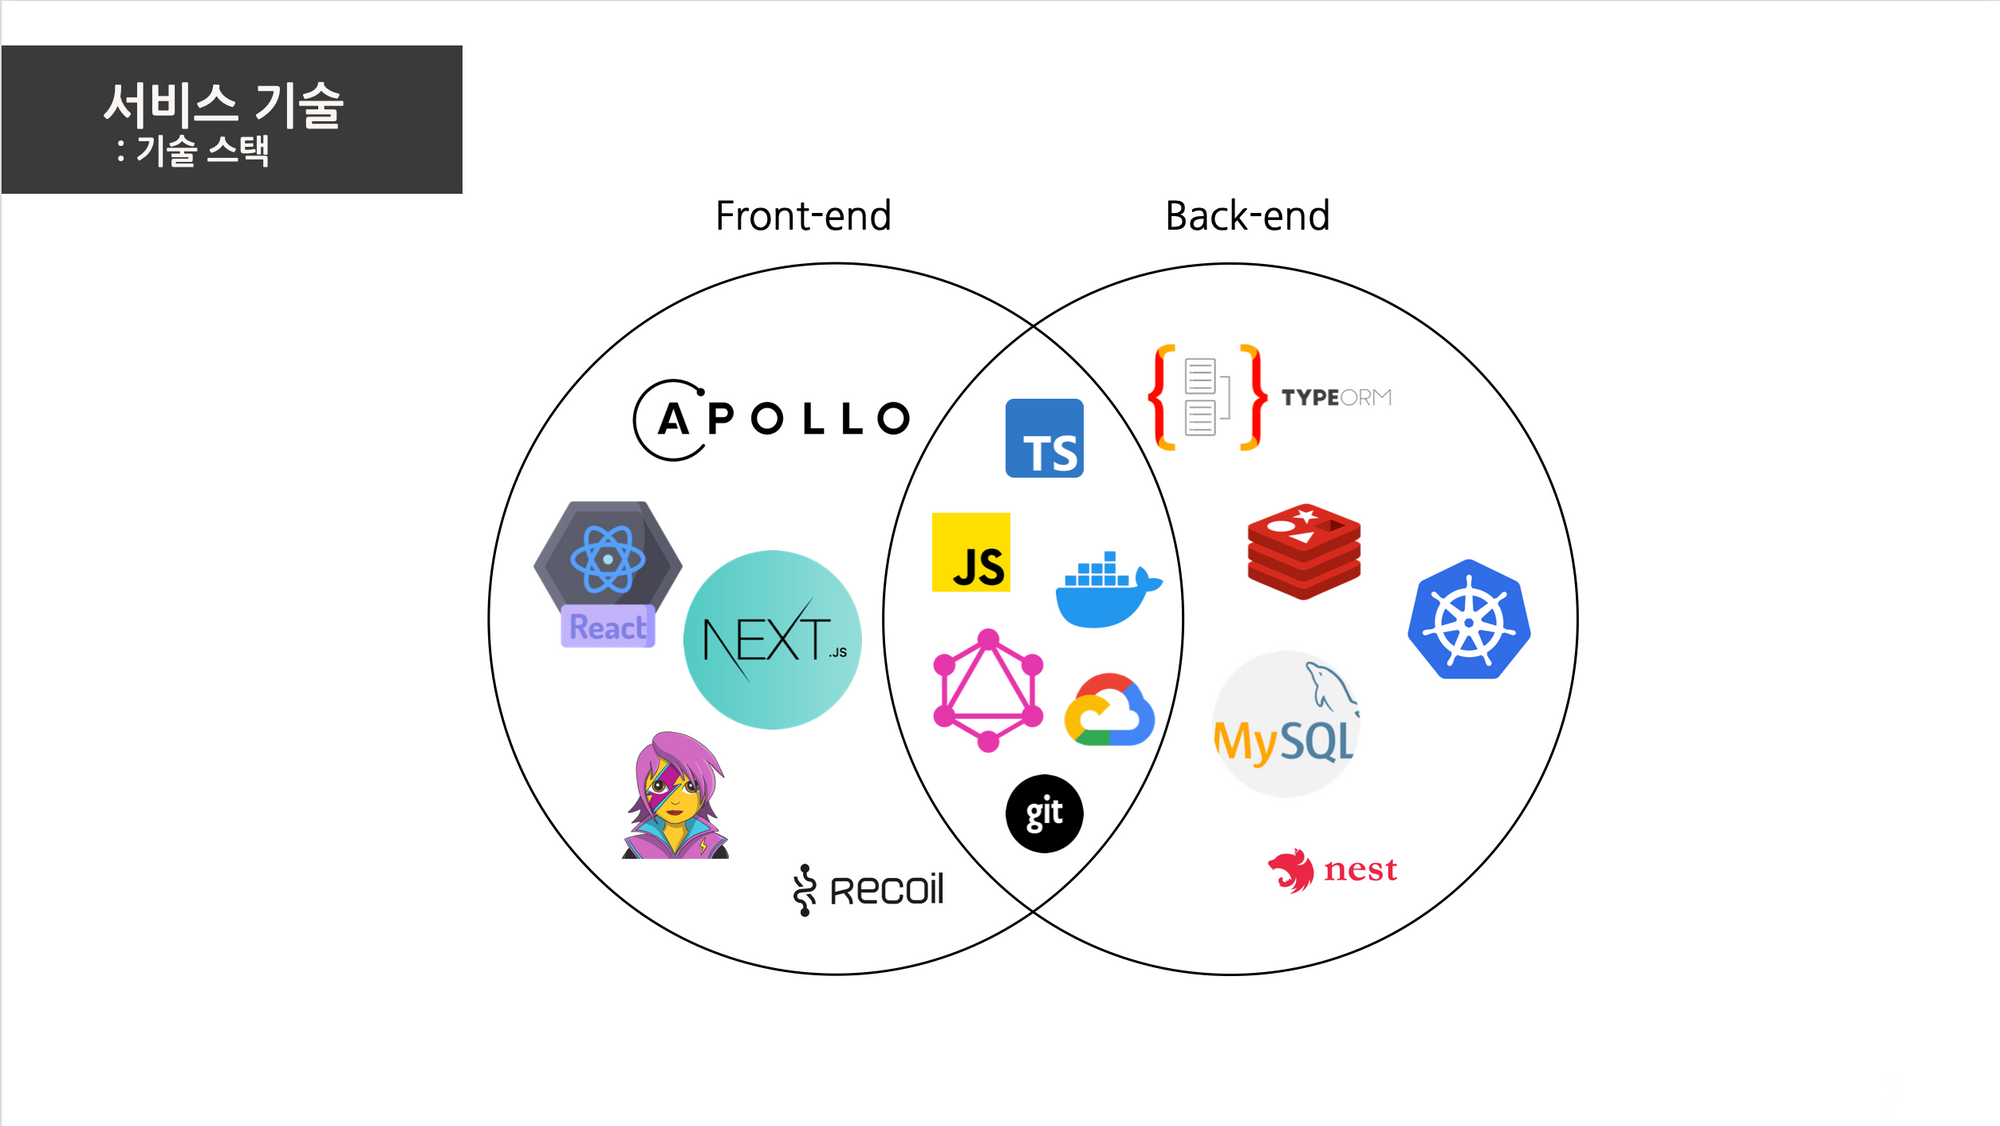 서비스 기술
: 기술 스택
Front-end
Back-end
APOLLO
TYPEORM
TS
React
NEXT.JS
JS
MySQL
git
RECOIL
nest